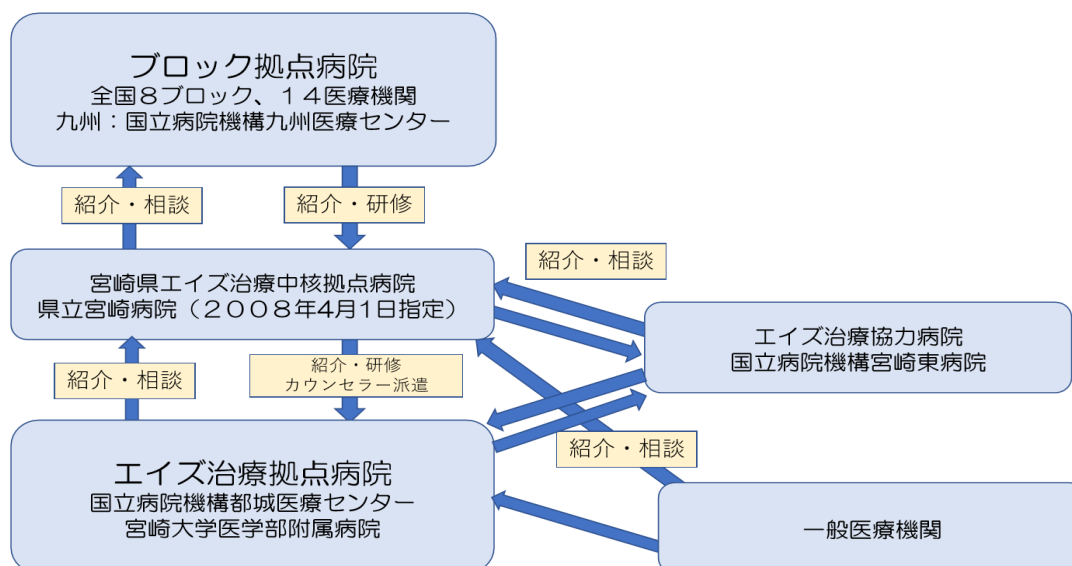 ブロック拠点病院
全国8ブロック、14医療機関
九州:国立病院機構九州医療センター
紹介・相談
紹介・研修
宮崎県エイズ治療中核拠点病院
県立宮崎病院(2008年4月1日指定)
紹介・相談
エイズ治療協力病院
国立病院機構宮崎東病院
紹介・相談
紹介・研修
カウンセラー派遣
エイズ治療拠点病院
国立病院機構都城医療センター
宮崎大学医学部附属病院
紹介・相談
一般医療機関